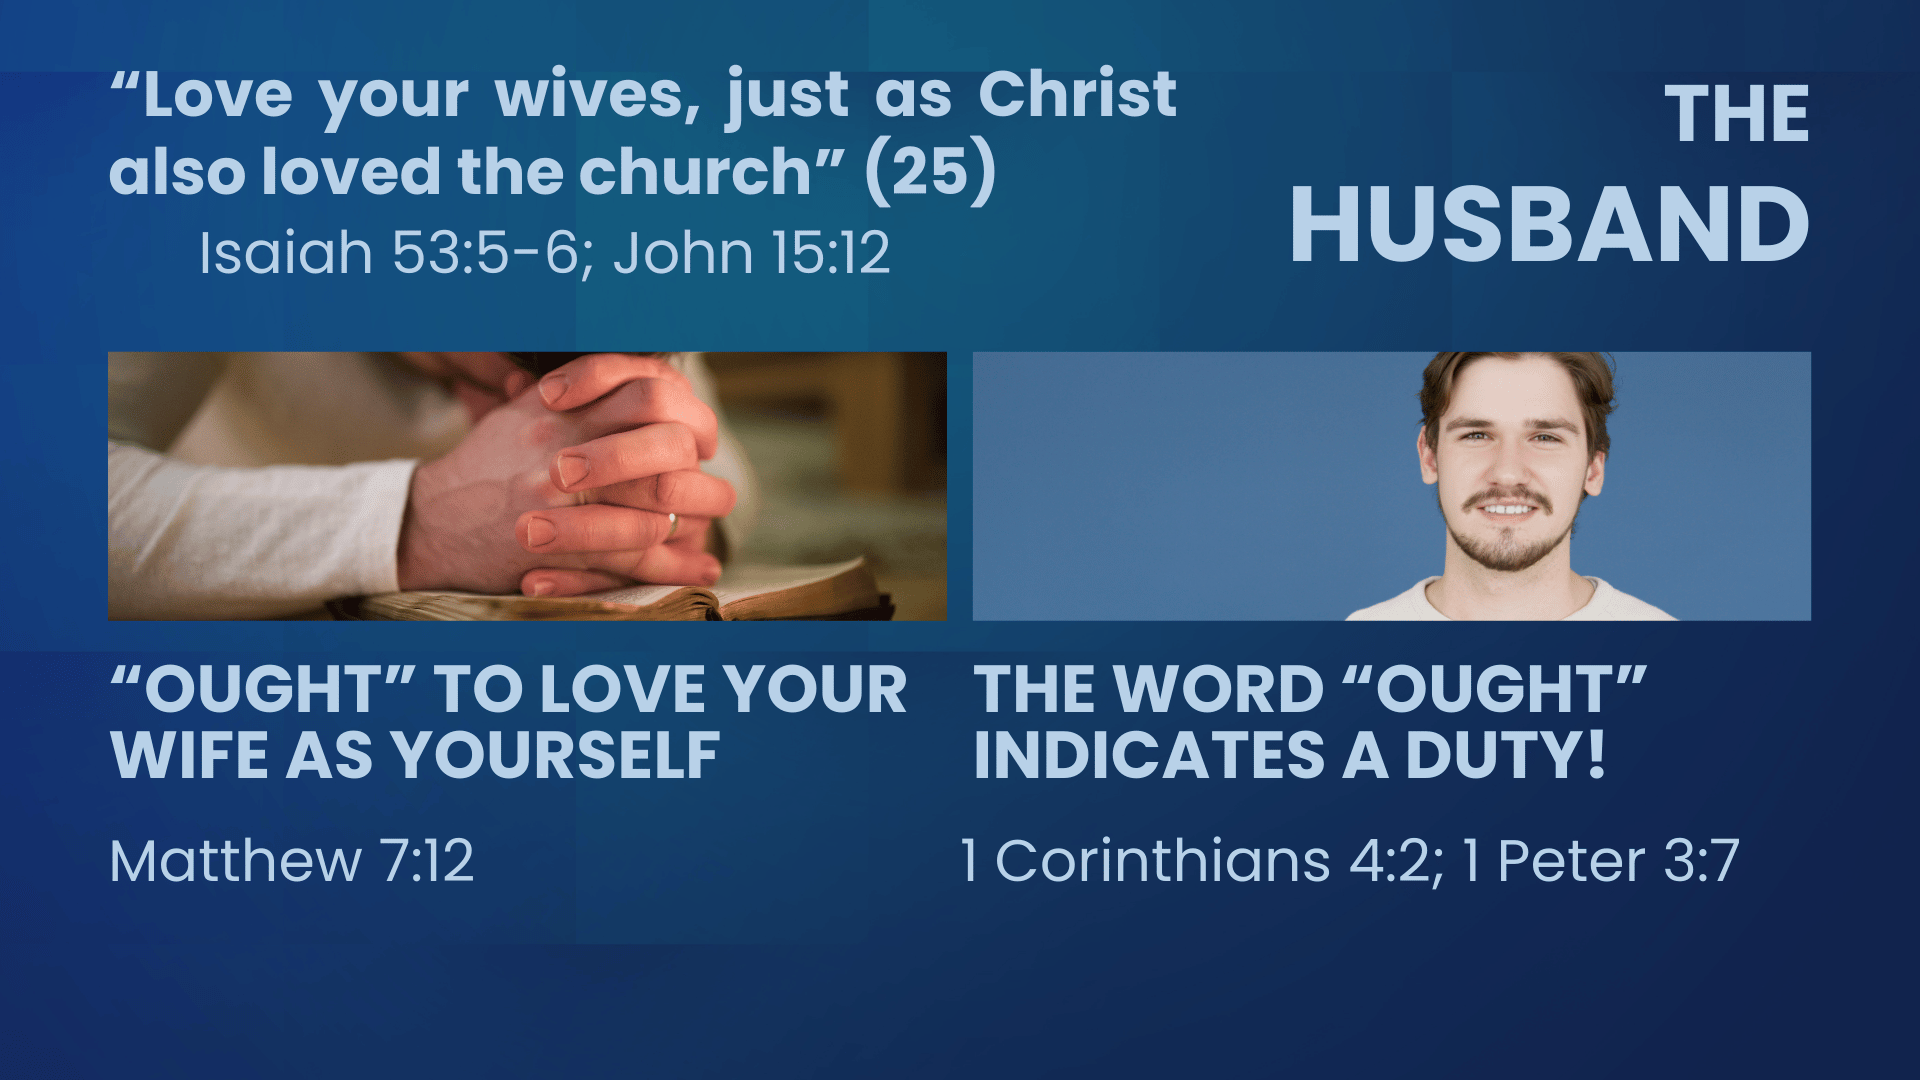 “Love your wives, just as Christ
also loved the church” (25)
Isaiah 53:5-6; John 15:12
THE
HUSBAND
“OUGHT” TO LOVE YOUR
WIFE AS YOURSELF
Matthew 7:12
THE WORD “OUGHT”
INDICATES A DUTY!
1 Corinthians 4:2; 1 Peter 3:7